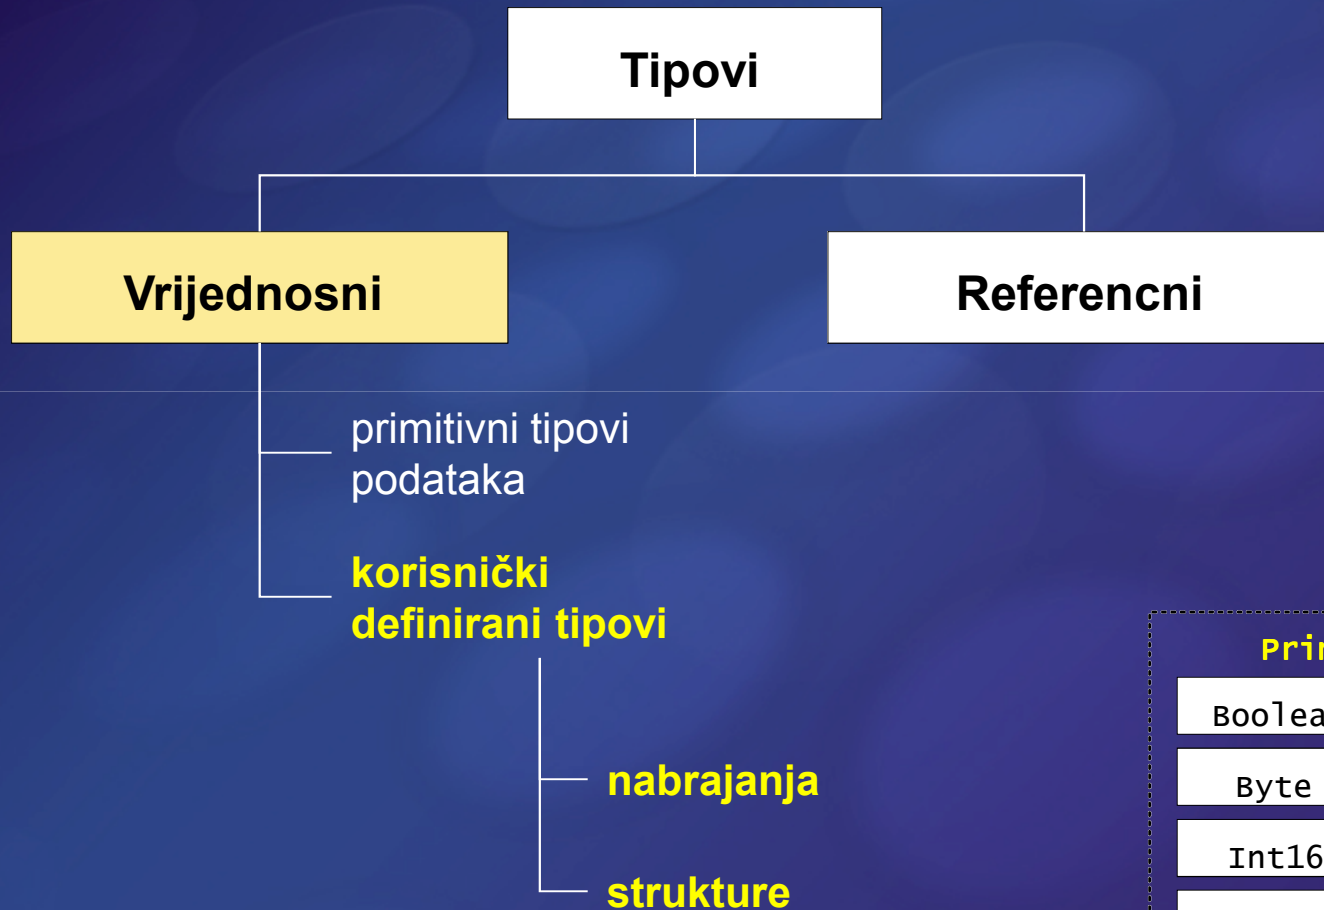 Tipovi
Vrijednosni
Referencni
primitivni tipovi
podataka
korisnički
definirani tipovi
nabrajanja
strukture
Byte
Int16